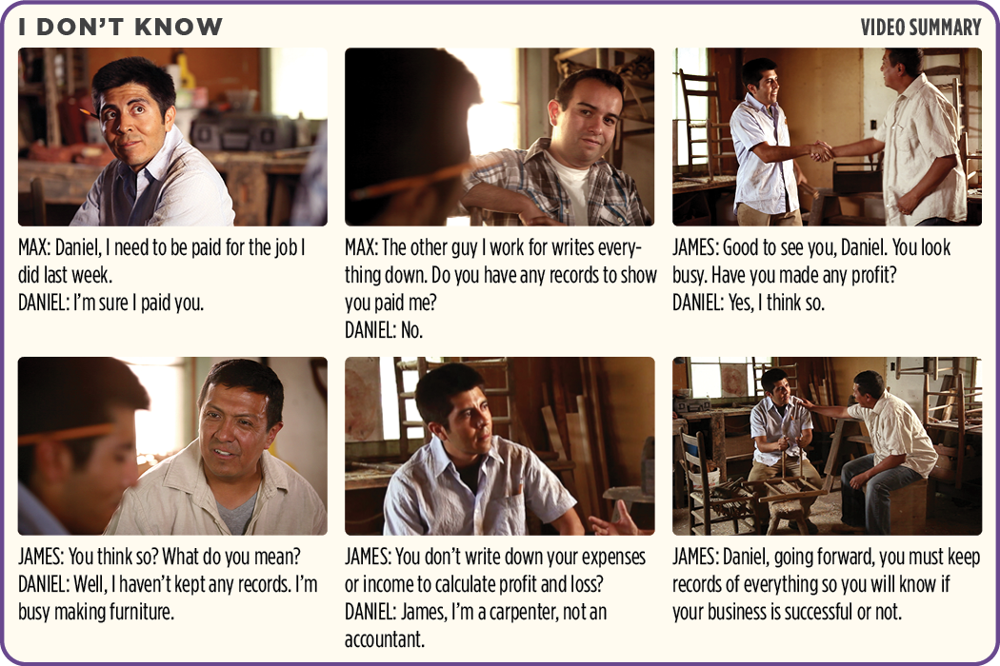 I DON'T KNOW
VIDEO SUMMARY
MAX: Daniel, I need to be paid for the job I
did last week.
DANIEL: I'm sure I paid you.
MAX: The other guy I work for writes every-
thing down. Do you have any records to show
you paid me?
DANIEL: No.
JAMES: Good to see you, Daniel. You look
busy. Have you made any profit?
DANIEL: Yes, I think so.
JAMES: You think so? What do you mean?
DANIEL: Well, I haven't kept any records. I'm
busy making furniture.
JAMES: You don't write down your expenses
or income to calculate profit and loss?
DANIEL: James, I'm a carpenter, not an
accountant.
JAMES: Daniel, going forward, you must keep
records of everything so you will know if
your business is successful or not.